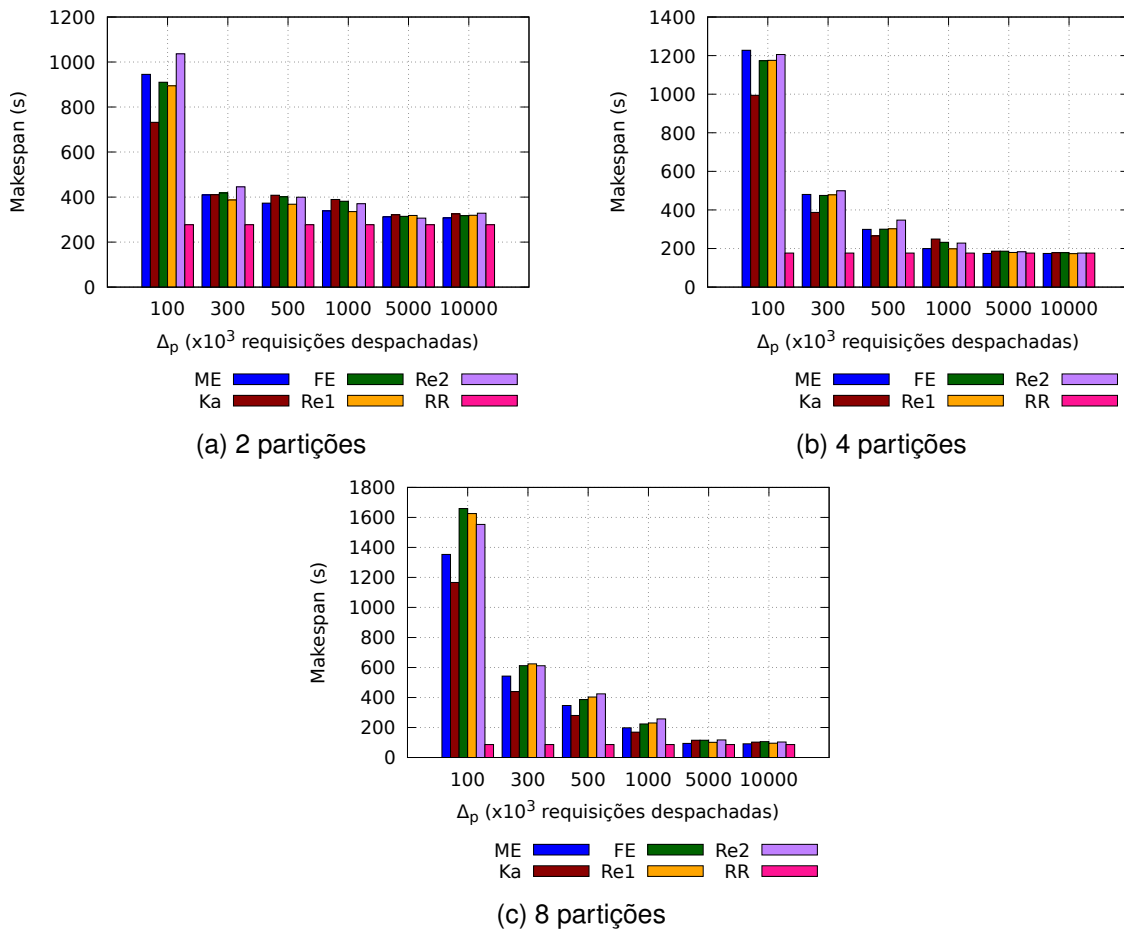 1200
1000
800
600
400
200
0
Makespan (s)
100 300 500 1000 5000 10000
Δp (x10³ requisições despachadas)
ME FE Re2
Ka Re1 RR
(a) 2 partições
1400
1200
1000
800
600
400
200
0
Makespan (s)
100 300 500 1000 5000 10000
Δp (x10³ requisições despachadas)
ME FE Re2
Ka Re1 RR
(b) 4 partições
1800
1600
1400
1200
1000
800
600
400
200
0
Makespan (s)
100 300 500 1000 5000 10000
Δp (x10³ requisições despachadas)
ME FE Re2
Ka Re1 RR
(c) 8 partições